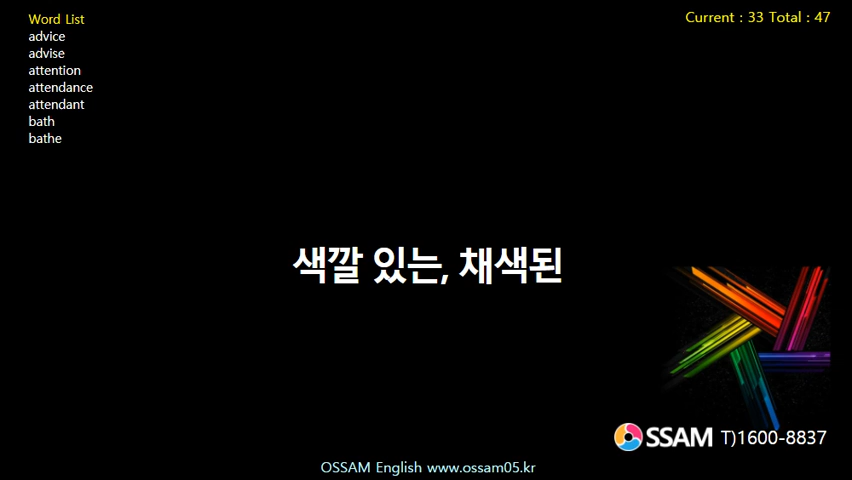 Word List
advice
advise
attention
attendance
attendant
bath
bathe
Current : 33 Total : 47
색깔 있는, 채색된
OSSAM T)1600-8837
OSSAM English www.ossam05.kr